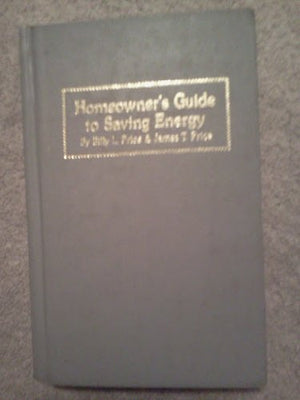 Homeowner's Guide
to Saving Energy
By Billy L. Price & James T. Price